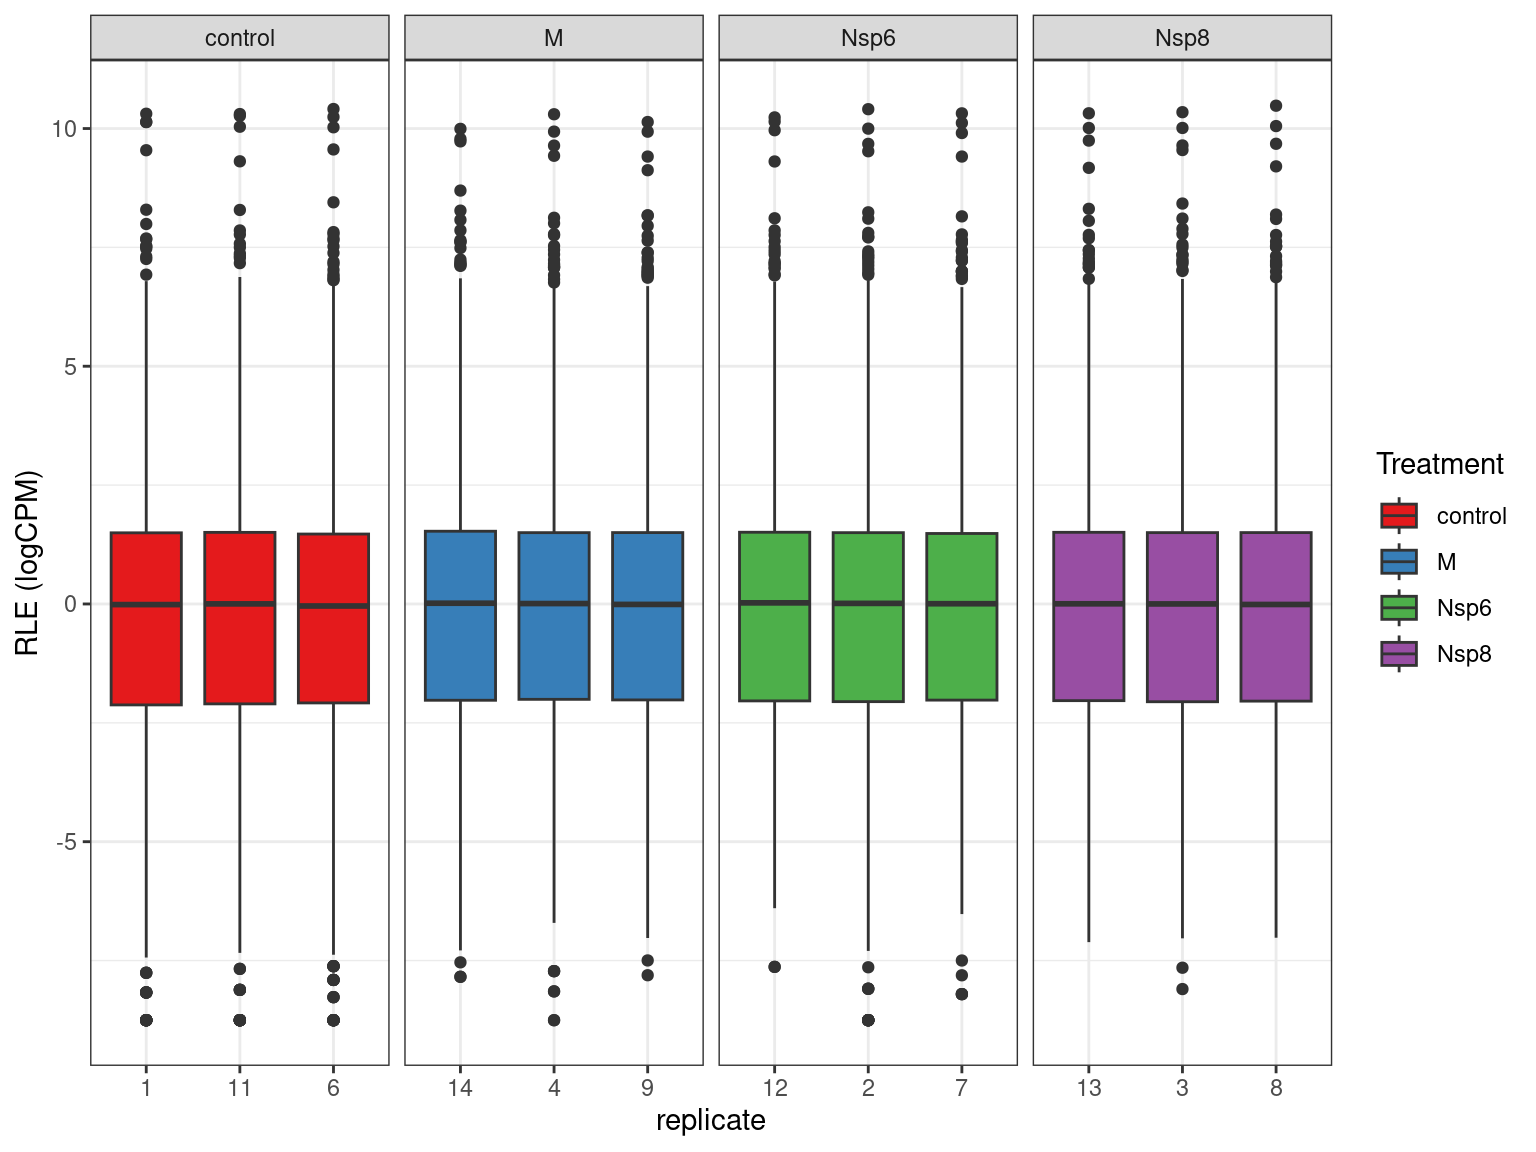 control M Nsp6 Nsp8
10
5
0
-5
RLE (logCPM)
1 11 6 14 4 9 12 2 7 13 3 8
replicate
Treatment
control
M
Nsp6
Nsp8